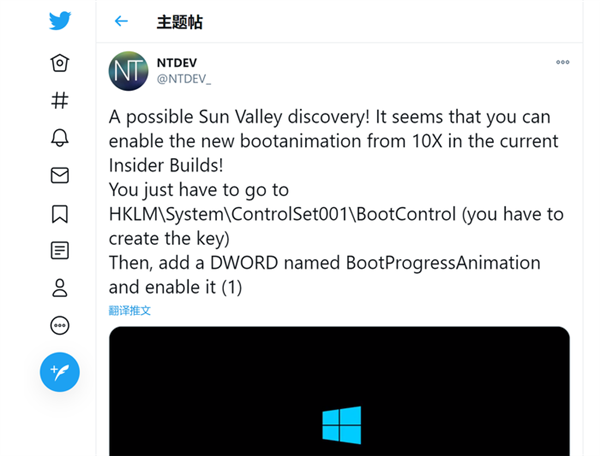 主题帖
NT
NTDEV
@NTDEV_
A possible Sun Valley discovery! It seems that you can
enable the new bootanimation from 10X in the current
Insider Builds!
You just have to go to
HKLM\System\ControlSet001\BootControl (you have to
create the key)
Then, add a DWORD named BootProgressAnimation
and enable it (1)
翻译推文